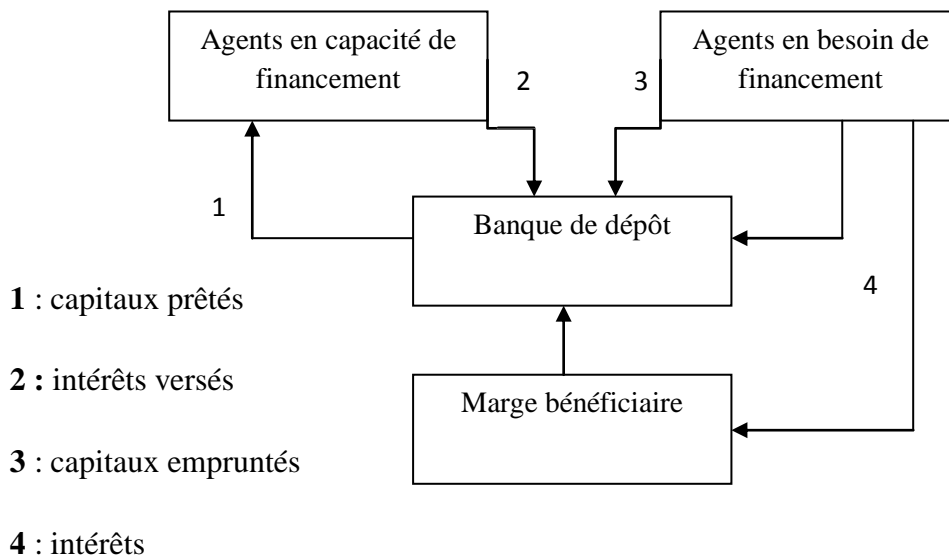 Agents en capacité de
financement
Agents en besoin de
financement
2
3
1
Banque de dépôt
4
1 : capitaux prêtés
2 : intérêts versés
Marge bénéficiaire
3 : capitaux empruntés
4 : intérêts